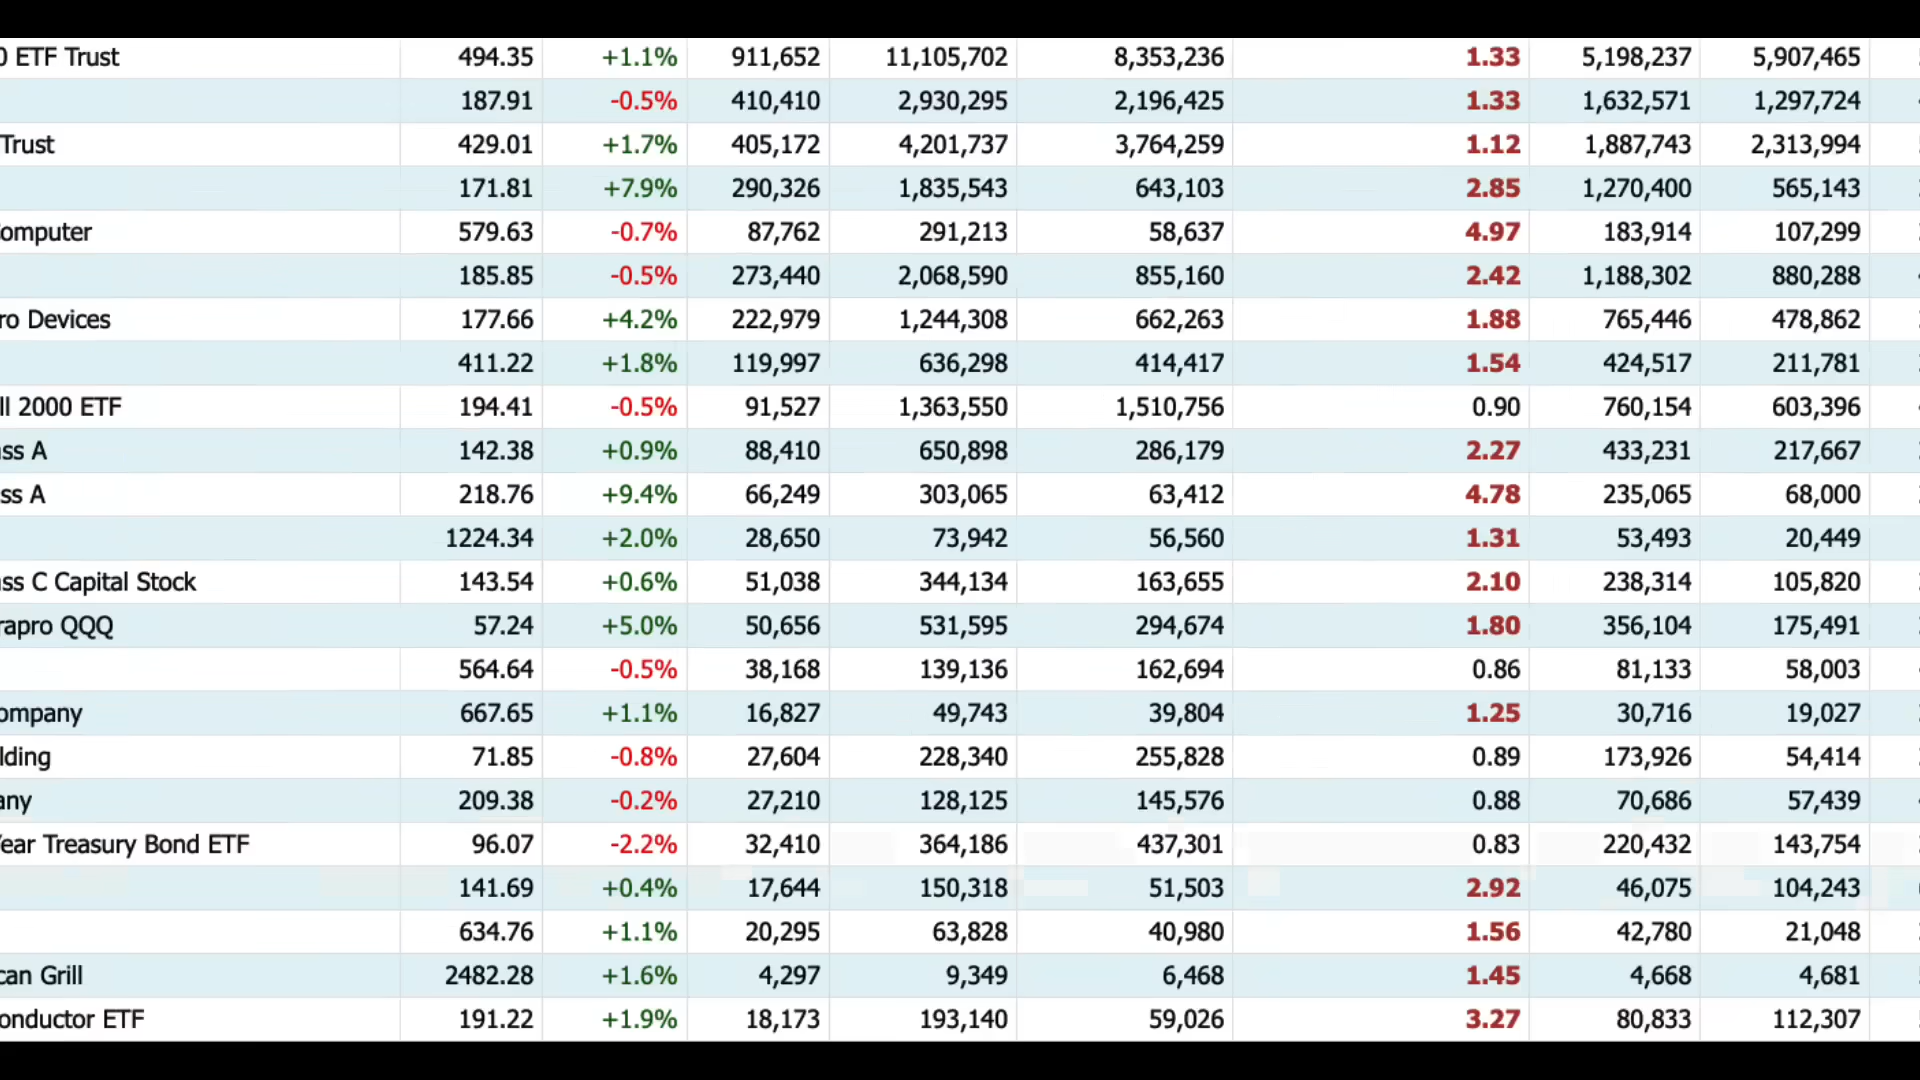 0 ETF Trust 494.35 +1.1% 911,652 11,105,702 8,353,236 1.33 5,198,237 5,907,465
187.91 -0.5% 410,410 2,930,295 2,196,425 1.33 1,632,571 1,297,724
Trust 429.01 +1.7% 405,172 4,201,737 3,764,259 1.12 1,887,743 2,313,994
171.81 +7.9% 290,326 1,835,543 643,103 2.85 1,270,400 565,143
omputer 579.63 -0.7% 87,762 291,213 58,637 4.97 183,914 107,299
185.85 -0.5% 273,440 2,068,590 855,160 2.42 1,188,302 880,288
ro Devices 177.66 +4.2% 222,979 1,244,308 662,263 1.88 765,446 478,862
411.22 +1.8% 119,997 636,298 414,417 1.54 424,517 211,781
ll 2000 ETF 194.41 -0.5% 91,527 1,363,550 1,510,756 0.90 760,154 603,396
ass A 142.38 +0.9% 88,410 650,898 286,179 2.27 433,231 217,667
ss A 218.76 +9.4% 66,249 303,065 63,412 4.78 235,065 68,000
1224.34 +2.0% 28,650 73,942 56,560 1.31 53,493 20,449
ass C Capital Stock 143.54 +0.6% 51,038 344,134 163,655 2.10 238,314 105,820
rapro QQQ 57.24 +5.0% 50,656 531,595 294,674 1.80 356,104 175,491
564.64 -0.5% 38,168 139,136 162,694 0.86 81,133 58,003
ompany 667.65 +1.1% 16,827 49,743 39,804 1.25 30,716 19,027
lding 71.85 -0.8% 27,604 228,340 255,828 0.89 173,926 54,414
any 209.38 -0.2% 27,210 128,125 145,576 0.88 70,686 57,439
Year Treasury Bond ETF 96.07 -2.2% 32,410 364,186 437,301 0.83 220,432 143,754
141.69 +0.4% 17,644 150,318 51,503 2.92 46,075 104,243
634.76 +1.1% 20,295 63,828 40,980 1.56 42,780 21,048
can Grill 2482.28 +1.6% 4,297 9,349 6,468 1.45 4,668 4,681
onductor ETF 191.22 +1.9% 18,173 193,140 59,026 3.27 80,833 112,307